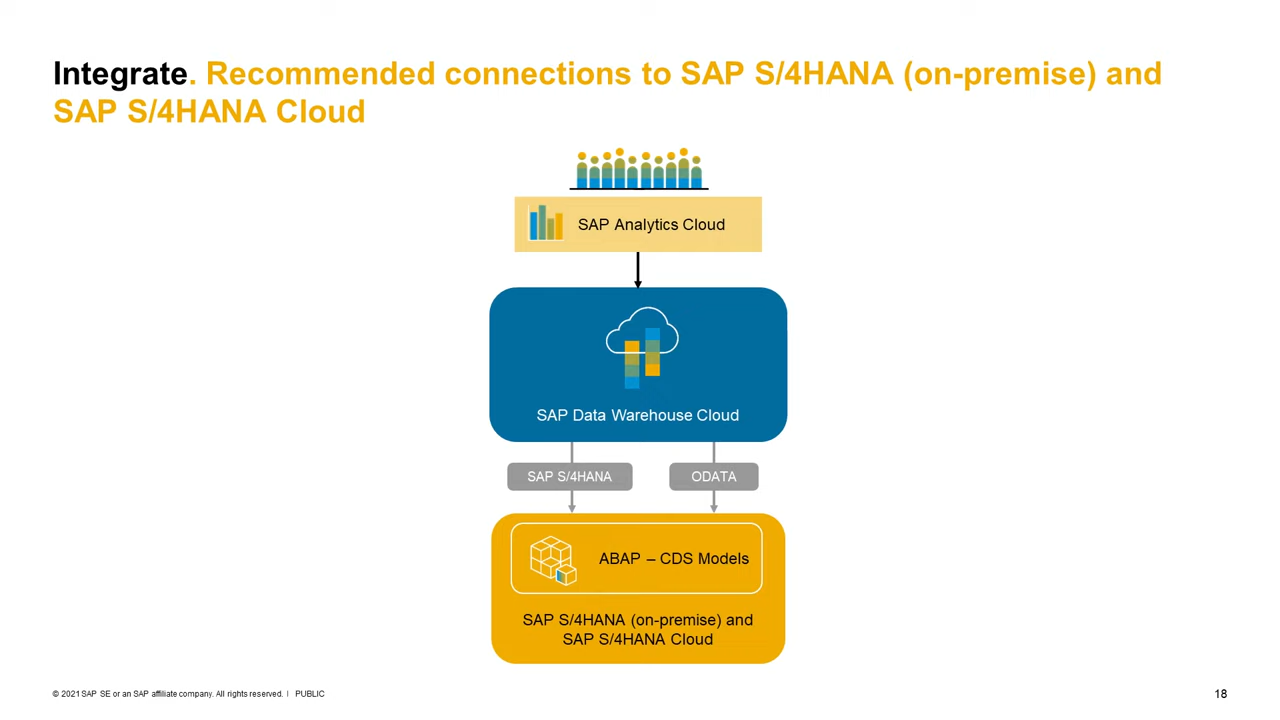 Integrate. Recommended connections to SAP S/4HANA (on-premise) and
SAP S/4HANA Cloud
SAP Analytics Cloud
SAP Data Warehouse Cloud
SAP S/4HANA
ODATA
ABAP – CDS Models
SAP S/4HANA (on-premise) and
SAP S/4HANA Cloud
© 2021 SAP SE or an SAP affiliate company. All rights reserved. ǀ PUBLIC
18